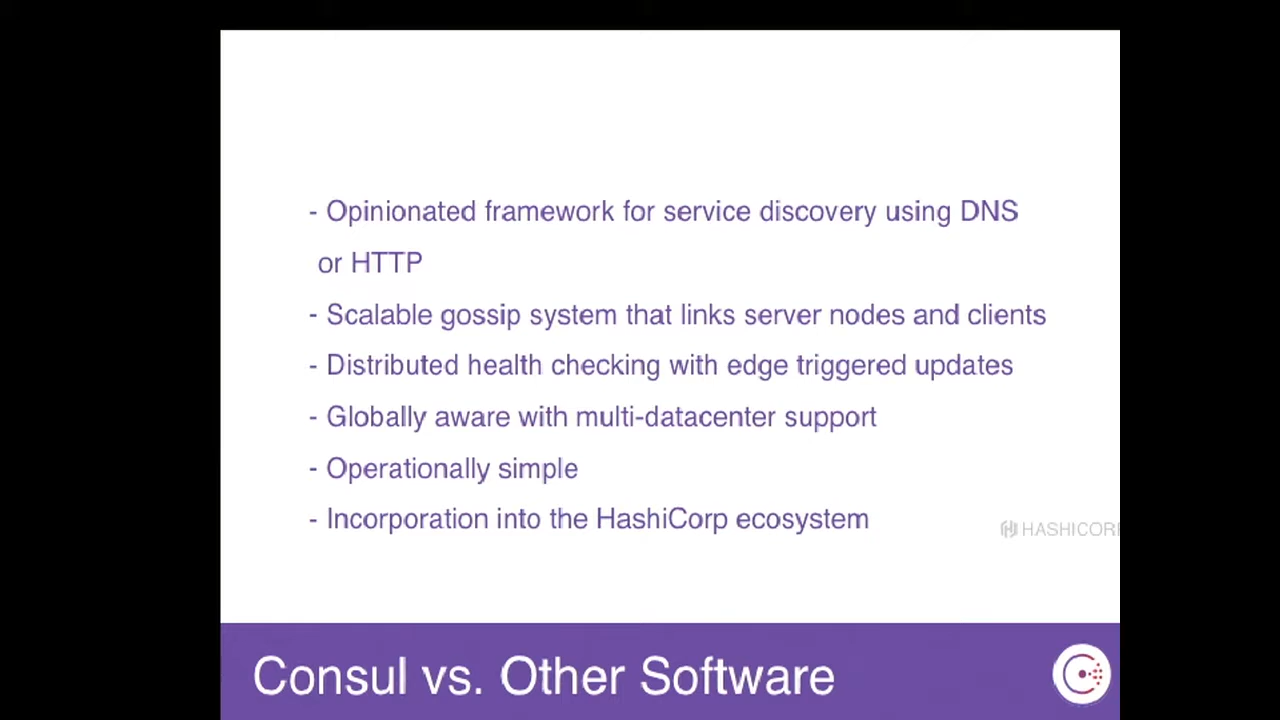 - Opinionated framework for service discovery using DNS
or HTTP
- Scalable gossip system that links server nodes and clients
- Distributed health checking with edge triggered updates
- Globally aware with multi-datacenter support
- Operationally simple
- Incorporation into the HashiCorp ecosystem
HASHICORP
Consul vs. Other Software